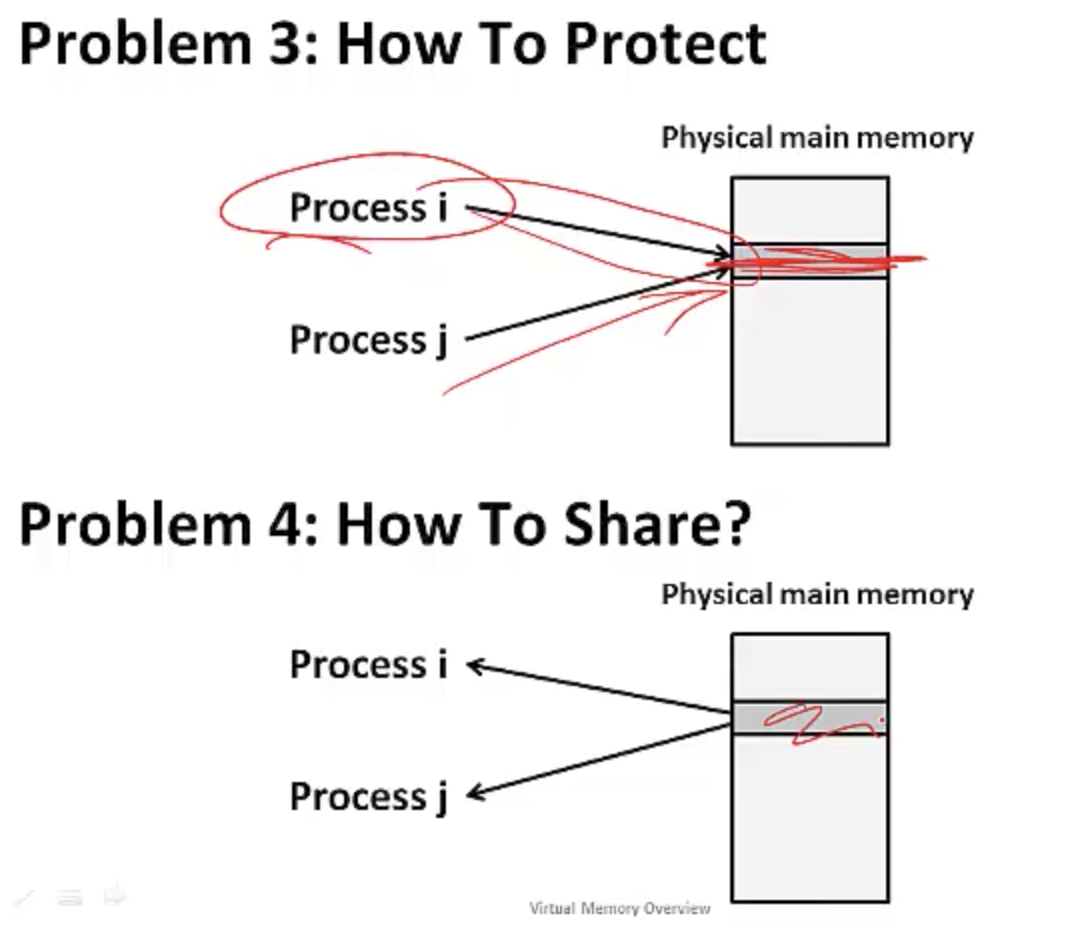 Problem 3: How To Protect
Physical main memory
Process i
Process j
Problem 4: How To Share?
Physical main memory
Process i
Process j
Virtual Memory Overview